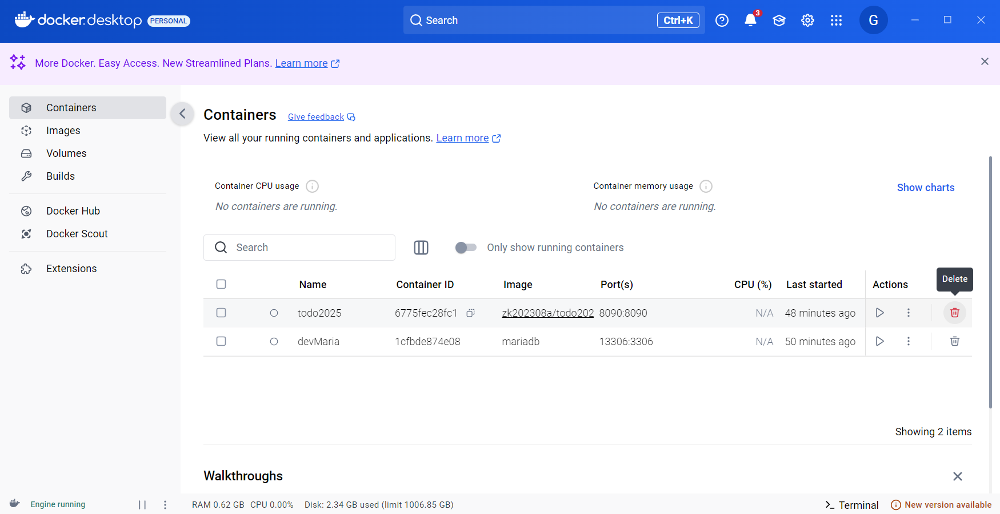 docker.desktop PERSONAL
Search Ctrl+K
3
G
More Docker. Easy Access. New Streamlined Plans. Learn more
Containers
Images
Volumes
Builds
Docker Hub
Docker Scout
Extensions
Containers Give feedback
View all your running containers and applications. Learn more
Container CPU usage
No containers are running.
Container memory usage
No containers are running.
Show charts
Search
Only show running containers
Delete
Name Container ID Image Port(s) CPU (%) Last started Actions
todo2025 6775fec28fc1 zk202308a/todo202 8090:8090 N/A 48 minutes ago
devMaria 1cfbde874e08 mariadb 13306:3306 N/A 50 minutes ago
Showing 2 items
Walkthroughs
Engine running
RAM 0.62 GB CPU 0.00% Disk: 2.34 GB used (limit 1006.85 GB)
Terminal
New version available